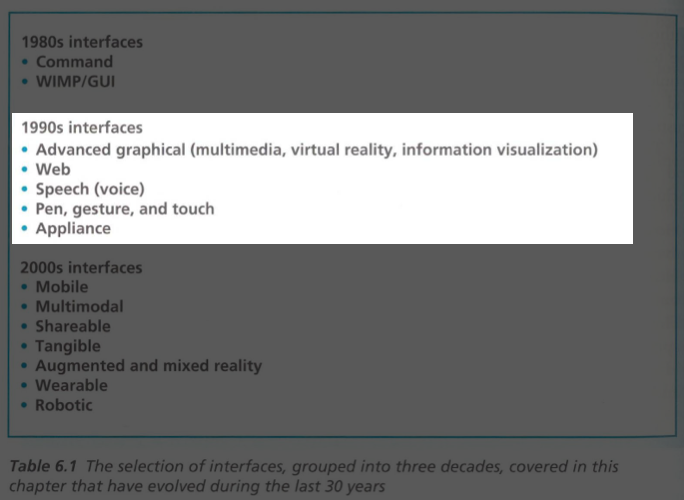 1980s interfaces
• Command
• WIMP/GUI
1990s interfaces
• Advanced graphical (multimedia, virtual reality, information visualization)
• Web
• Speech (voice)
• Pen, gesture, and touch
• Appliance
2000s interfaces
• Mobile
• Multimodal
• Shareable
• Tangible
• Augmented and mixed reality
• Wearable
• Robotic
Table 6.1 The selection of interfaces, grouped into three decades, covered in this
chapter that have evolved during the last 30 years